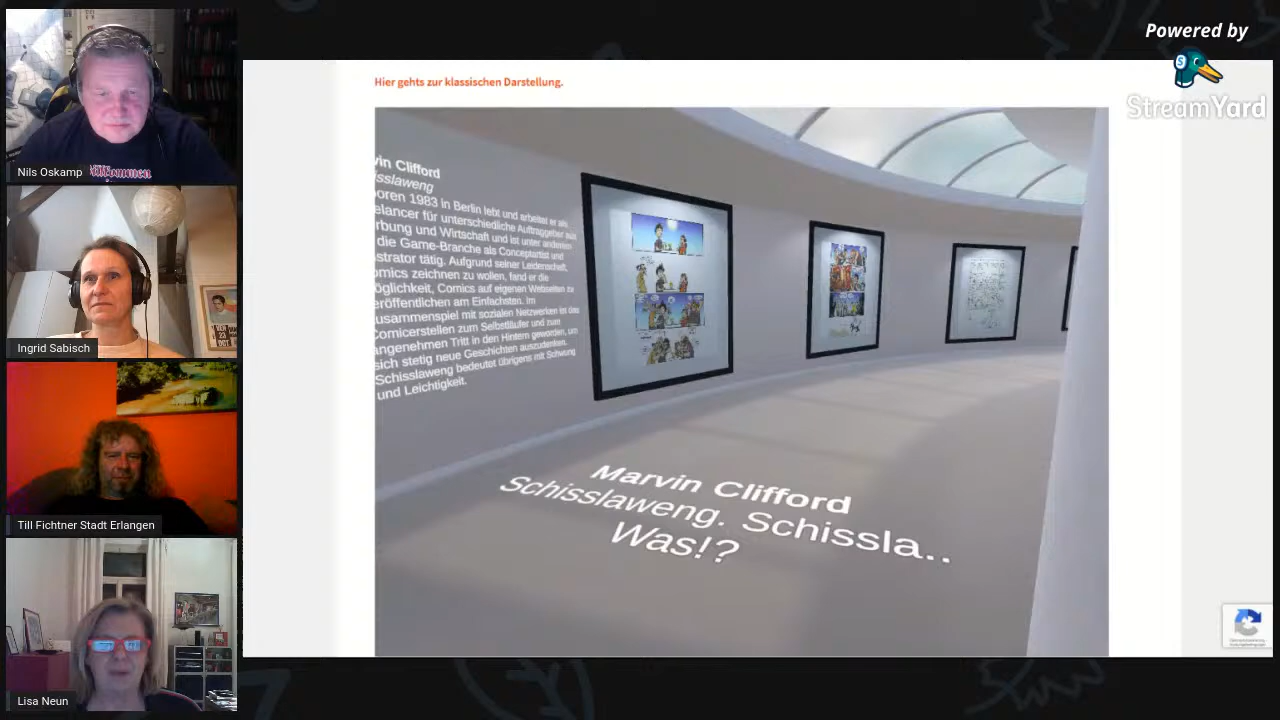 Powered by
StreamYard
Nils Oskamp
Ingrid Sabisch
Till Fichtner Stadt Erlangen
Lisa Neun
Hier gehts zur klassischen Darstellung.
vin Clifford
isslaweng
oren 1983 in Berlin lebt und arbeitet er als
elancer für unterschiedliche Auftraggeber aus
rbung und Wirtschaft und ist unter anderem
die Game-Branche als Conceptartist und
strator tätig. Aufgrund seiner Leidenschaft,
omics zeichnen zu wollen, fand er die
öglichkeit, Comics auf eigenen Webseiten zu
eröffentlichen am Einfachsten. Im
usammenspiel mit sozialen Netzwerken ist das
Comicerstellen zum Selbstläufer und zum
angenehmen Tritt in den Hintern geworden, um
sich stetig neue Geschichten auszudenken.
Schisslaweng bedeutet übrigens mit Schwung
und Leichtigkeit.
Marvin Clifford
Schisslaweng. Schissla..
Was!?